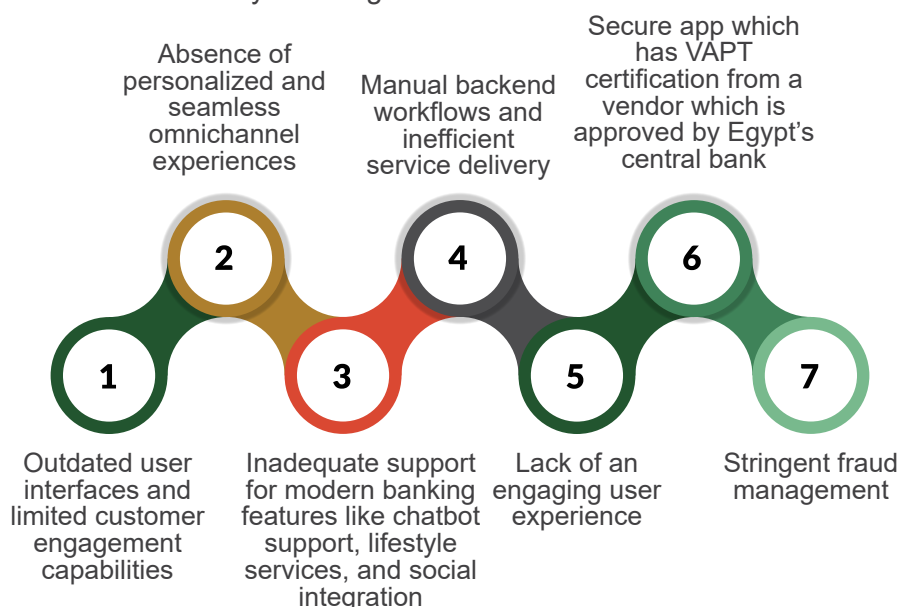 Absence of
personalized and
seamless
omnichannel
experiences
Manual backend
workflows and
inefficient
service delivery
Secure app which
has VAPT
certification from a
vendor which is
approved by Egypt’s
central bank
2
4
6
1
3
5
7
Outdated user
interfaces and
limited customer
engagement
capabilities
Inadequate support
for modern banking
features like chatbot
support, lifestyle
services, and social
integration
Lack of an
engaging user
experience
Stringent fraud
management